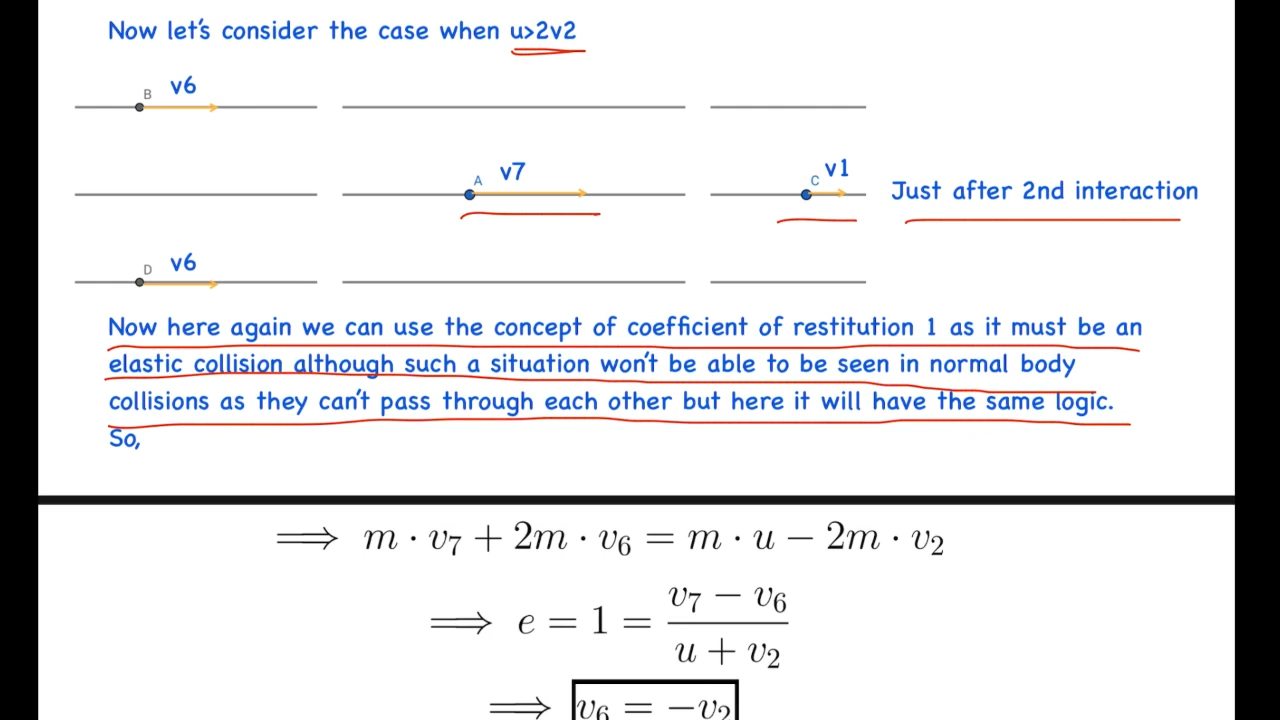 Now let's consider the case when u>2v2
B v6
A v7 C v1
Just after 2nd interaction
D v6
Now here again we can use the concept of coefficient of restitution 1 as it must be an
elastic collision although such a situation won't be able to be seen in normal body
collisions as they can't pass through each other but here it will have the same logic.
So,
⟹ m · v₇ + 2m · v₆ = m · u − 2m · v₂
⟹ e = 1 = (v₇ − v₆)/(u + v₂)
⟹ v₆ = −v₂